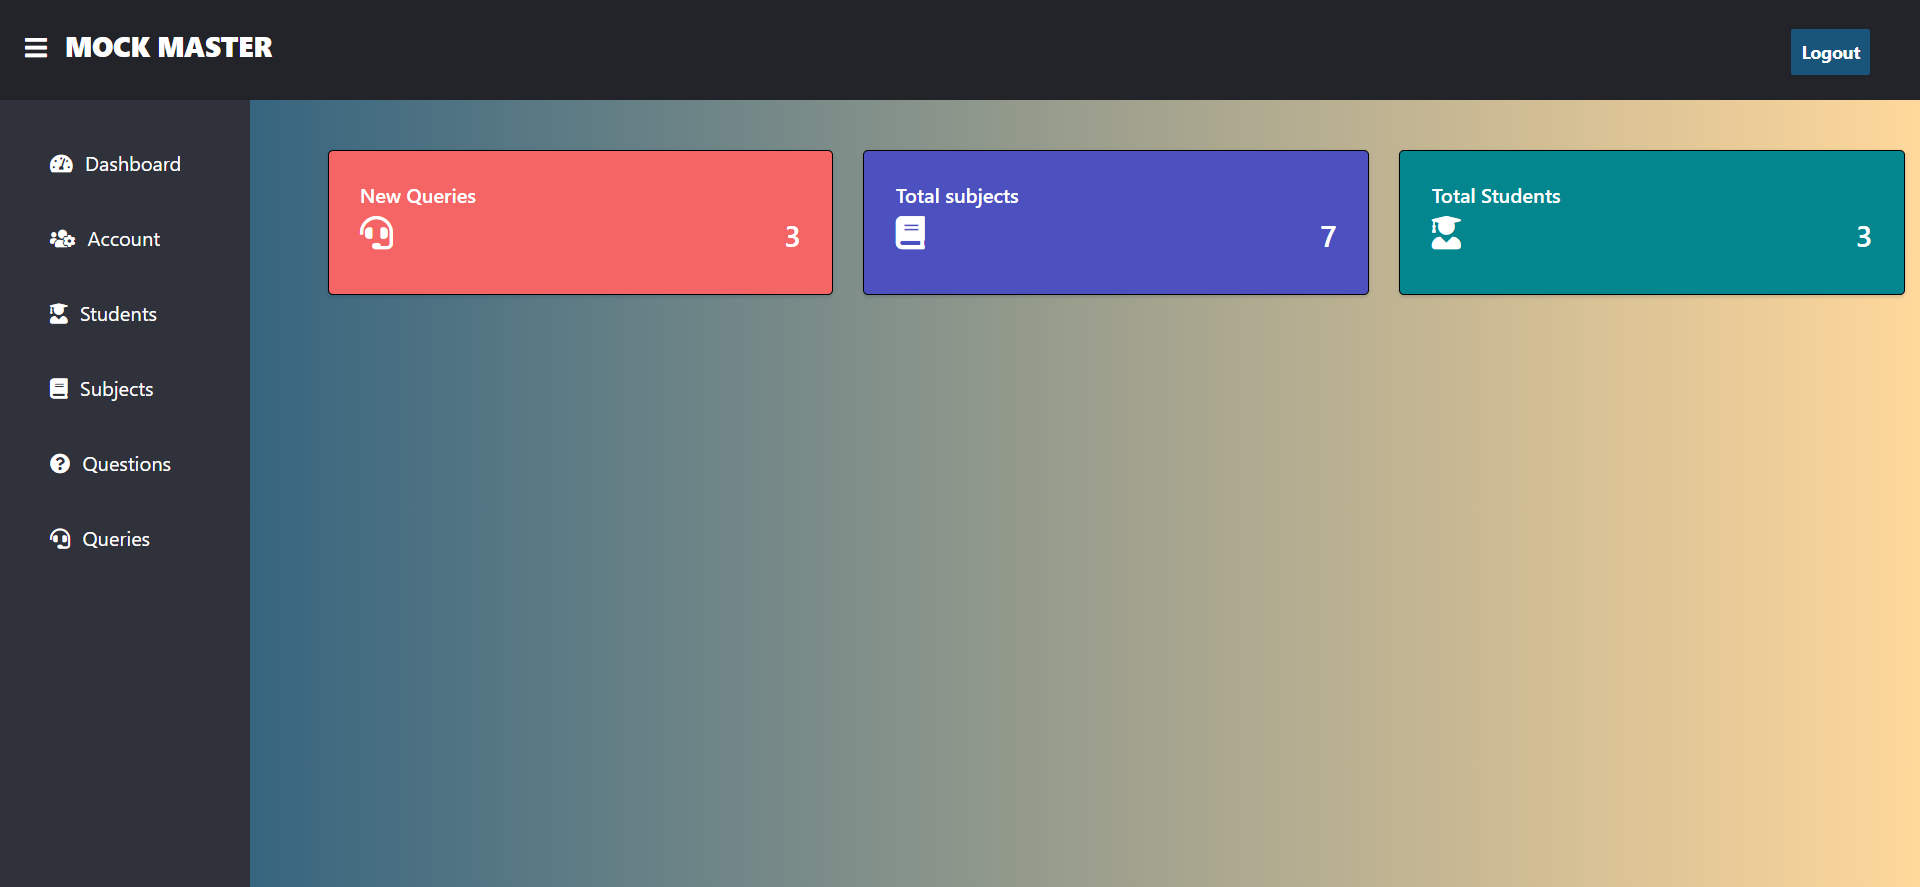 MOCK MASTER
Logout
Dashboard
Account
Students
Subjects
Questions
Queries
New Queries
3
Total subjects
7
Total Students
3